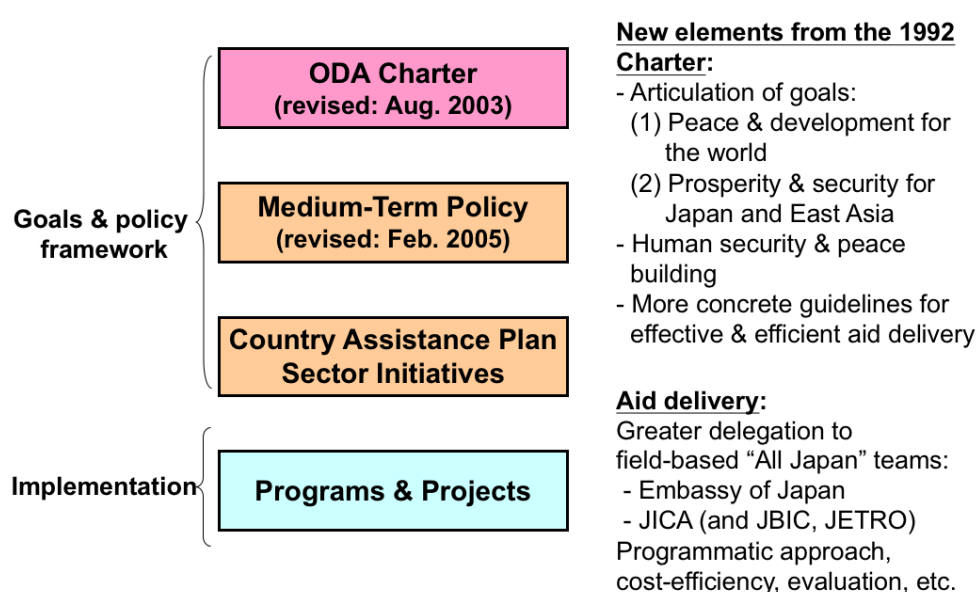 Goals & policy
framework
ODA Charter
(revised: Aug. 2003)
Medium-Term Policy
(revised: Feb. 2005)
Country Assistance Plan
Sector Initiatives
Implementation
Programs & Projects
New elements from the 1992
Charter:
- Articulation of goals:
(1) Peace & development for
the world
(2) Prosperity & security for
Japan and East Asia
- Human security & peace
building
- More concrete guidelines for
effective & efficient aid delivery
Aid delivery:
Greater delegation to
field-based “All Japan” teams:
- Embassy of Japan
- JICA (and JBIC, JETRO)
Programmatic approach,
cost-efficiency, evaluation, etc.